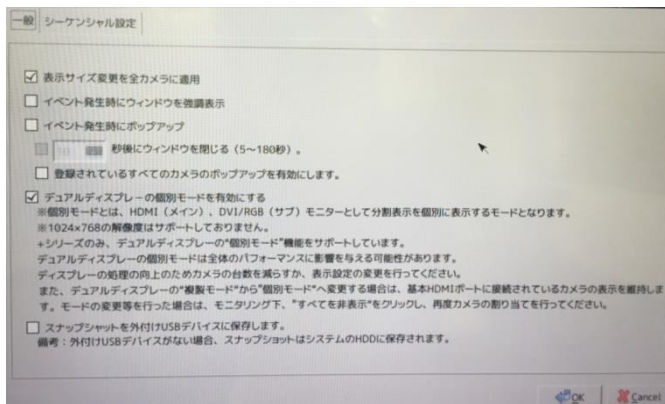 一般 シーケンシャル設定
表示サイズ変更を全カメラに適用
イベント発生時にウィンドウを強調表示
イベント発生時にポップアップ
秒後にウィンドウを閉じる（5～180秒）。
登録されているすべてのカメラのポップアップを有効にします。
デュアルディスプレーの個別モードを有効にする
※個別モードとは、HDMI（メイン）、DVI/RGB（サブ）モニターとして分割表示を個別に表示するモードとなります。
※1024×768の解像度はサポートしておりません。
+シリーズのみ、デュアルディスプレーの"個別モード"機能をサポートしています。
デュアルディスプレーの個別モードは全体のパフォーマンスに影響を与える可能性があります。
ディスプレーの処理の向上のためカメラの台数を減らすか、表示設定の変更を行ってください。
また、デュアルディスプレーの"複製モード"から"個別モード"へ変更する場合は、基本HDMIポートに接続されているカメラの表示を維持しま
す。モードの変更等を行った場合は、モニタリング下、"すべてを非表示"をクリックし、再度カメラの割り当てを行ってください。
スナップシャットを外付けUSBデバイスに保存します。
備考：外付けUSBデバイスがない場合、スナップショットはシステムのHDDに保存されます。
OK Cancel